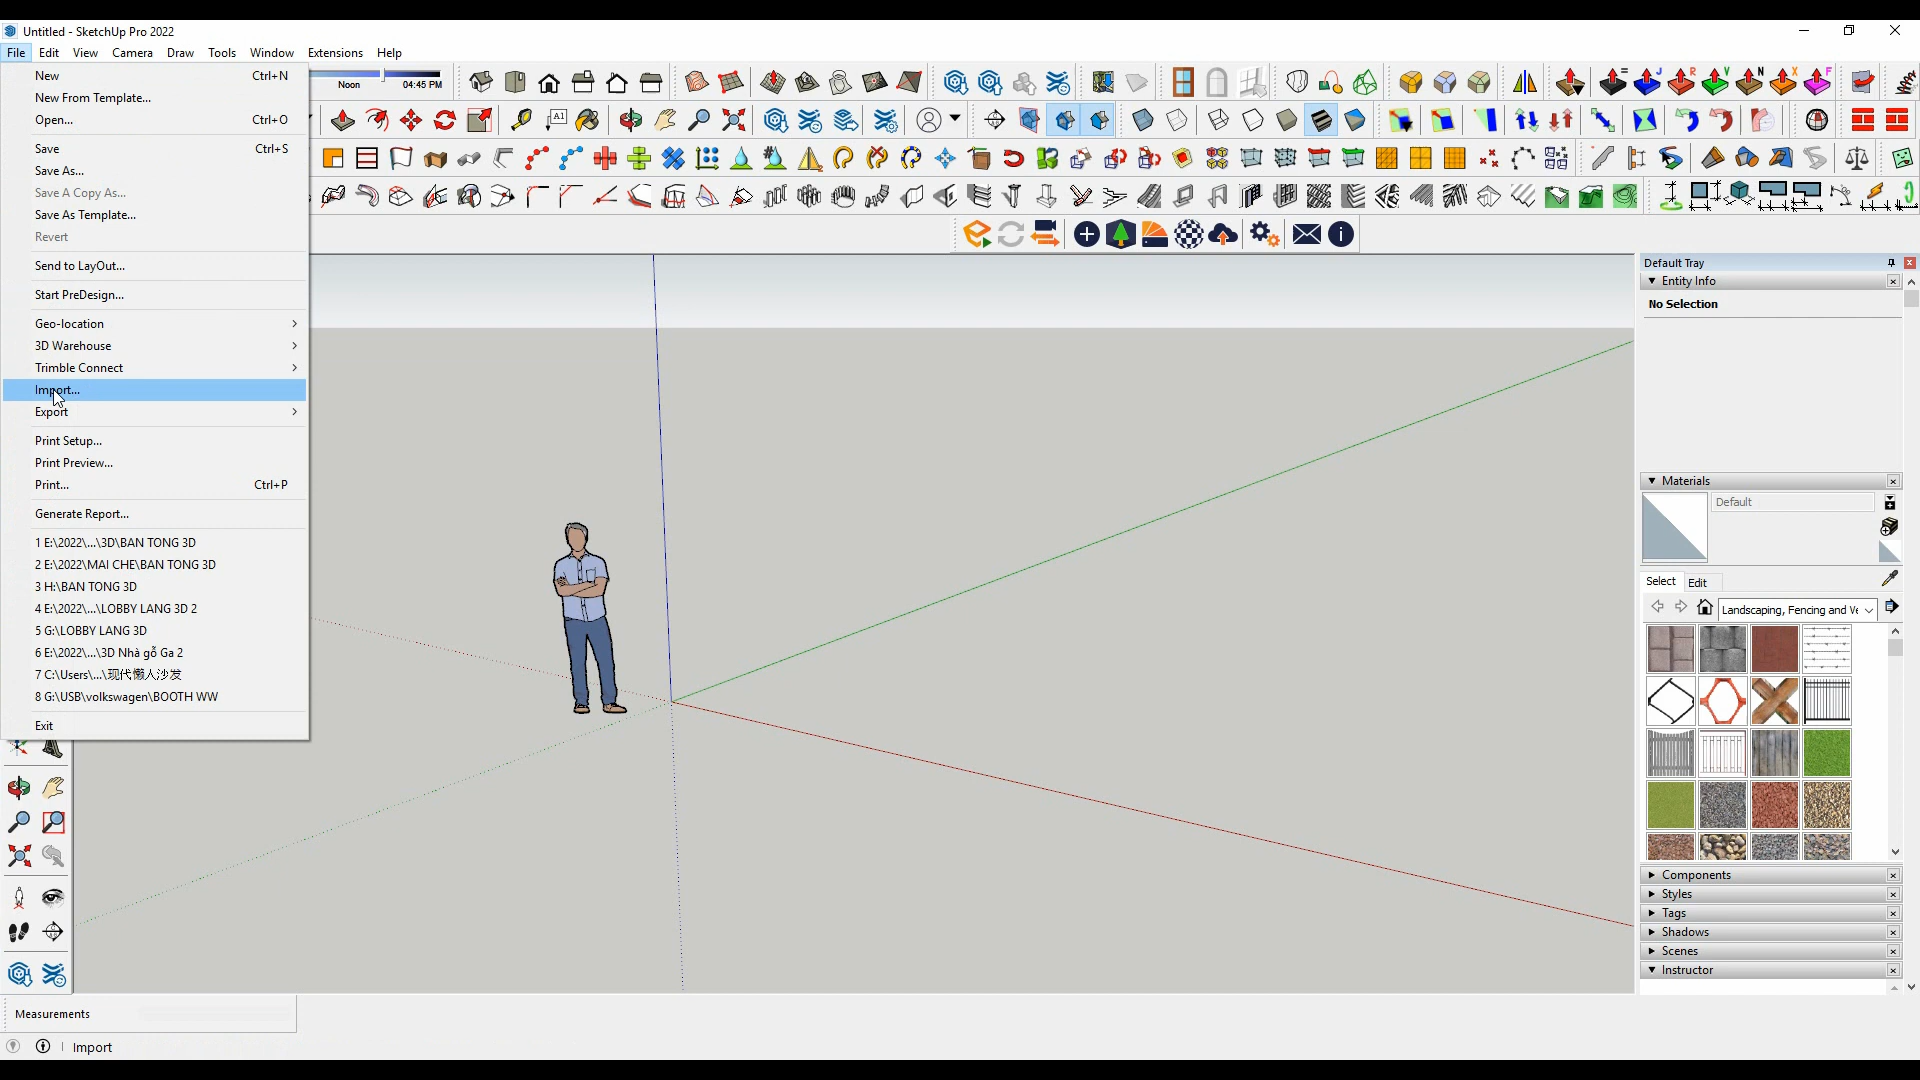 Untitled - SketchUp Pro 2022
File Edit View Camera Draw Tools Window Extensions Help
New Ctrl+N
New From Template...
Open... Ctrl+O
Save Ctrl+S
Save As...
Save A Copy As...
Save As Template...
Revert
Send to LayOut...
Start PreDesign...
Geo-location
3D Warehouse
Trimble Connect
Import...
Export
Print Setup...
Print Preview...
Print... Ctrl+P
Generate Report...
1 E:\2022\...\3D\BAN TONG 3D
2 E:\2022\MAI CHE\BAN TONG 3D
3 H:\BAN TONG 3D
4 E:\2022\...\LOBBY LANG 3D 2
5 G:\LOBBY LANG 3D
6 E:\2022\...\3D Nhà gỗ Ga 2
7 C:\Users\...\现代懒人沙发
8 G:\USB\volkswagen\BOOTH WW
Exit
Noon 04:45 PM
A1
Default Tray
Entity Info
No Selection
Materials
Default
Select Edit
Landscaping, Fencing and Ve
Components
Styles
Tags
Shadows
Scenes
Instructor
Measurements
Import